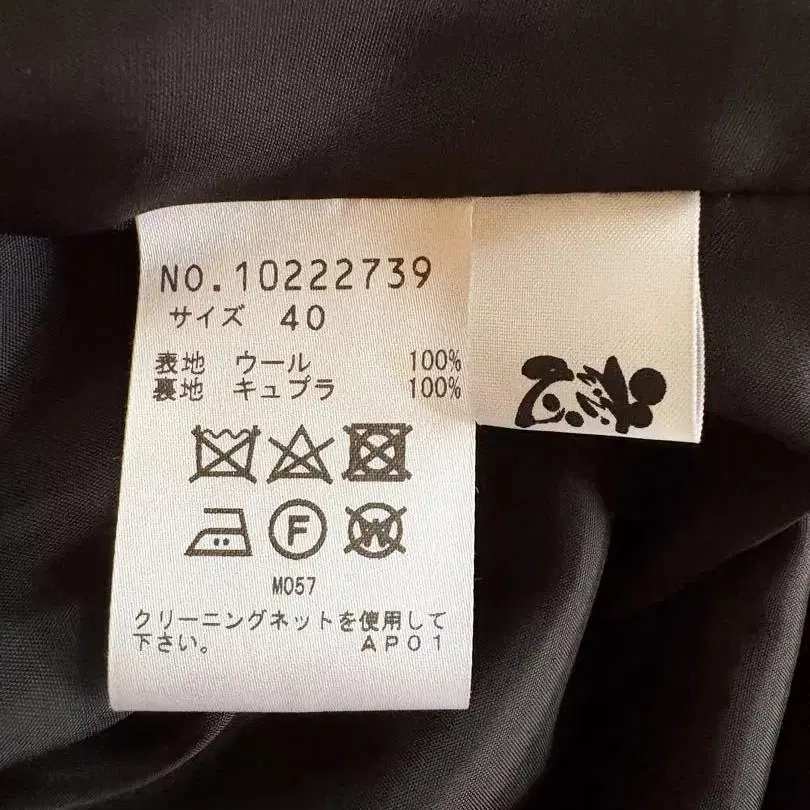 NO.10222739
サイズ 40
表地 ウール 100%
裏地 キュプラ 100%
F
W
M057
クリーニングネットを使用して
下さい。 AP01